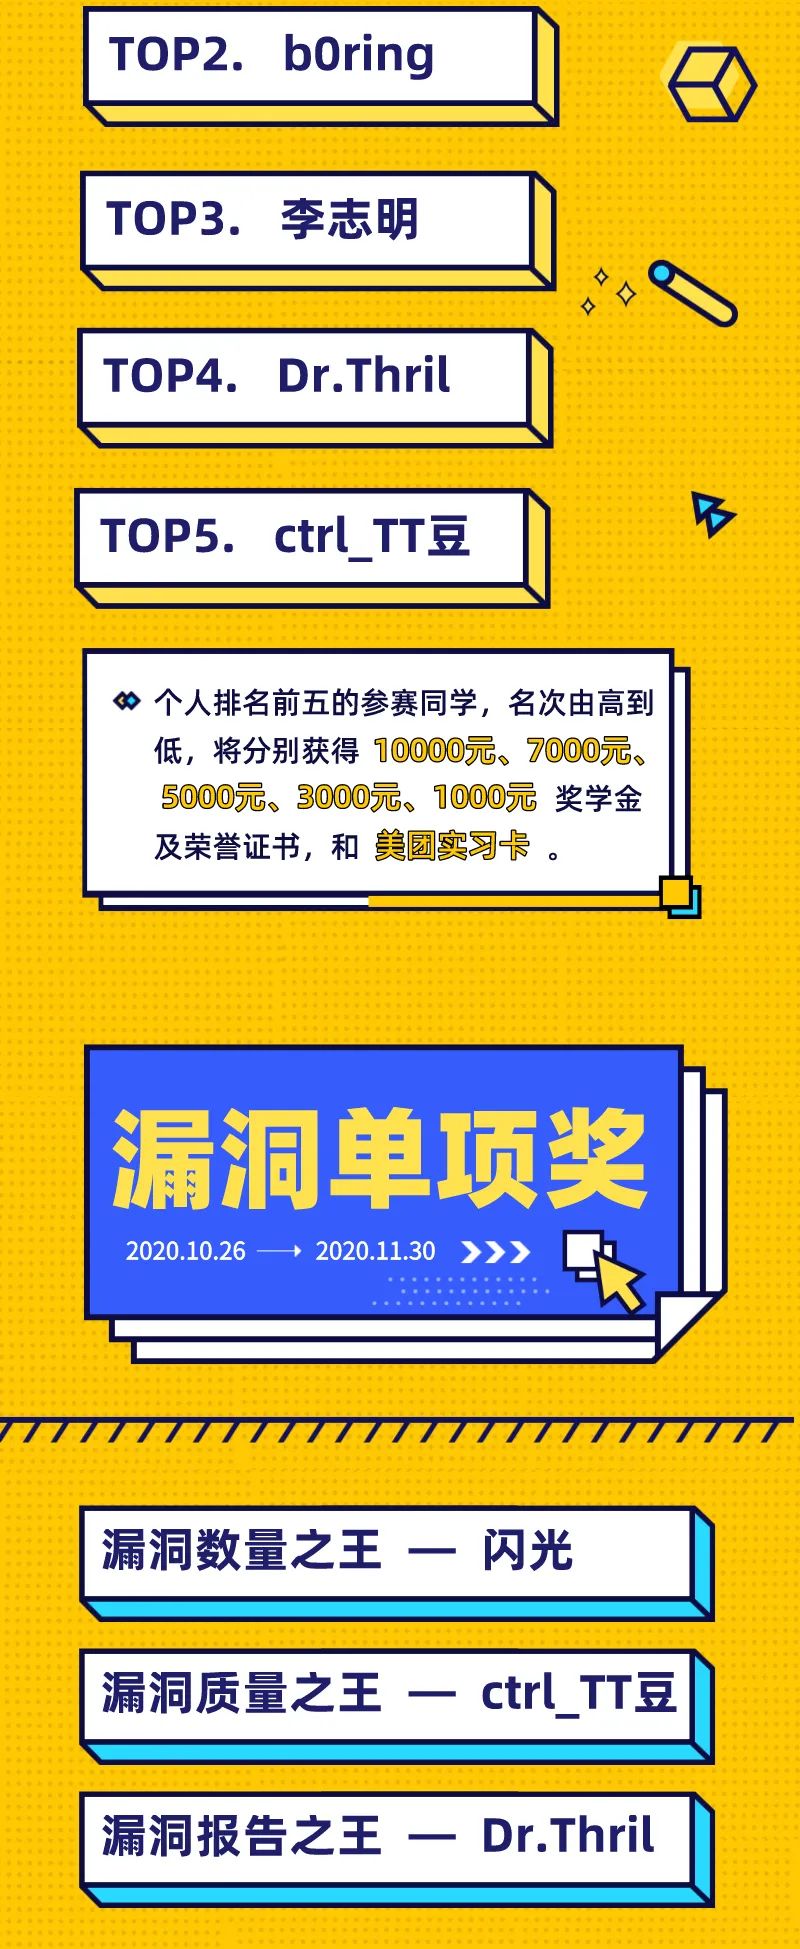 TOP2. b0ring
TOP3. 李志明
TOP4. Dr.Thril
TOP5. ctrl_TT豆
个人排名前五的参赛同学，名次由高到
低，将分别获得 10000元、7000元、
5000元、3000元、1000元 奖学金
及荣誉证书，和 美团实习卡 。
漏洞单项奖
2020.10.26 2020.11.30
漏洞数量之王 — 闪光
漏洞质量之王 — ctrl_TT豆
漏洞报告之王 — Dr.Thril